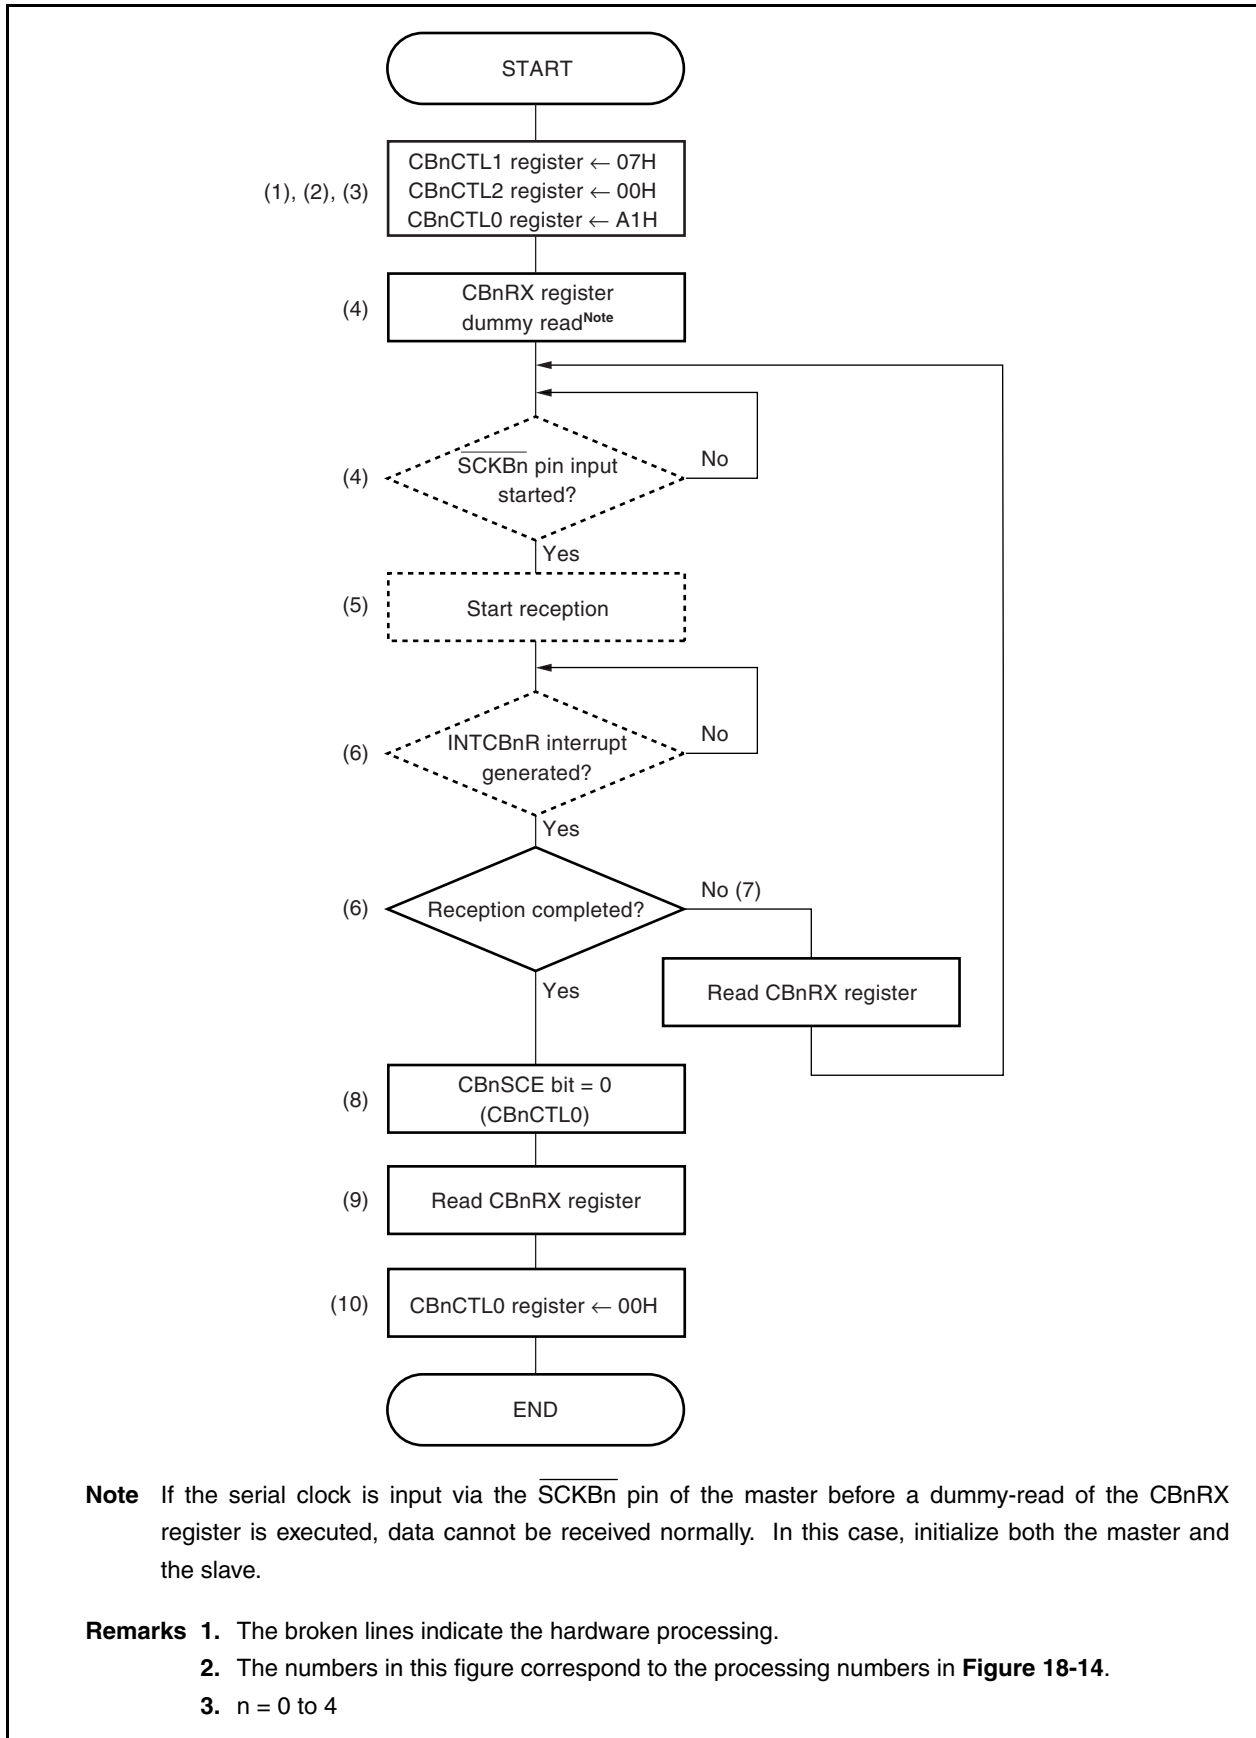 START
(1), (2), (3)
CBnCTL1 register ← 07H
CBnCTL2 register ← 00H
CBnCTL0 register ← A1H
(4)
CBnRX register
dummy readNote
(4)
SCKBn pin input
started?
No
Yes
(5)
Start reception
(6)
INTCBnR interrupt
generated?
No
Yes
(6)
Reception completed?
No (7)
Read CBnRX register
Yes
(8)
CBnSCE bit = 0
(CBnCTL0)
(9)
Read CBnRX register
(10)
CBnCTL0 register ← 00H
END
Note If the serial clock is input via the SCKBn pin of the master before a dummy-read of the CBnRX
register is executed, data cannot be received normally. In this case, initialize both the master and
the slave.
Remarks 1. The broken lines indicate the hardware processing.
2. The numbers in this figure correspond to the processing numbers in Figure 18-14.
3. n = 0 to 4